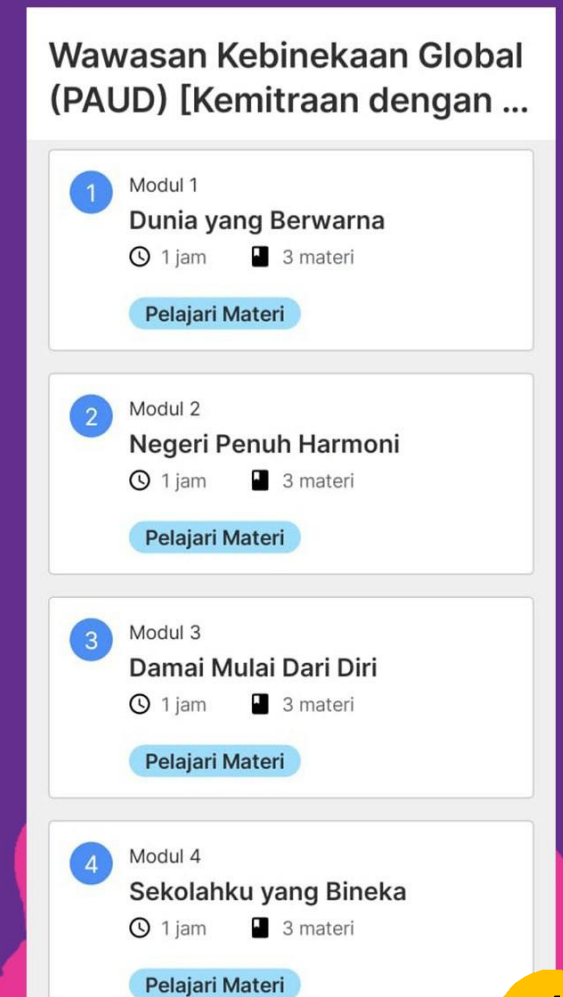 Wawasan Kebinekaan Global
(PAUD) [Kemitraan dengan ...
1
Modul 1
Dunia yang Berwarna
1 jam 3 materi
Pelajari Materi
2
Modul 2
Negeri Penuh Harmoni
1 jam 3 materi
Pelajari Materi
3
Modul 3
Damai Mulai Dari Diri
1 jam 3 materi
Pelajari Materi
4
Modul 4
Sekolahku yang Bineka
1 jam 3 materi
Pelajari Materi